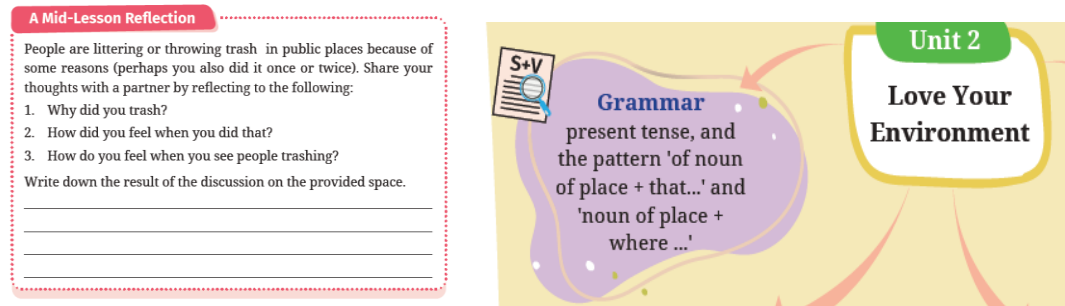 A Mid-Lesson Reflection
People are littering or throwing trash in public places because of
some reasons (perhaps you also did it once or twice). Share your
thoughts with a partner by reflecting to the following:
1. Why did you trash?
2. How did you feel when you did that?
3. How do you feel when you see people trashing?
Write down the result of the discussion on the provided space.
S+V
Grammar
present tense, and
the pattern 'of noun
of place + that...' and
'noun of place +
where ...'
Unit 2
Love Your
Environment